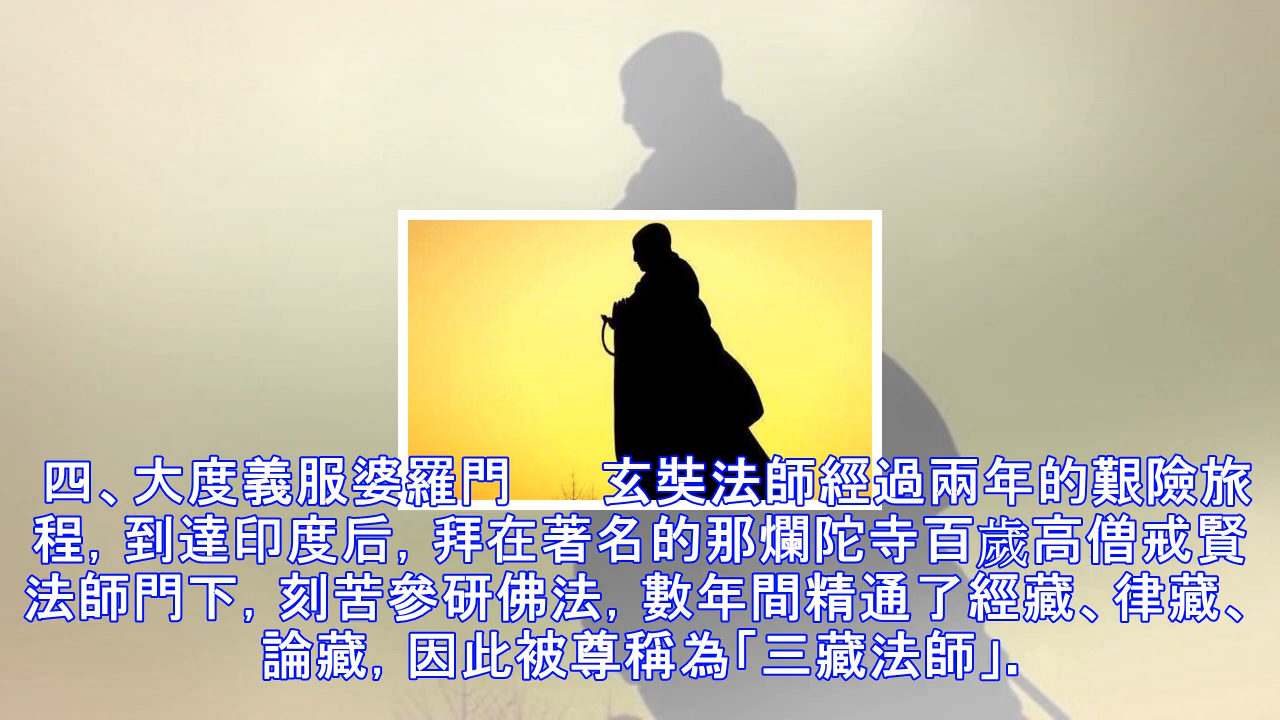 四、大度義服婆羅門　　玄奘法師經過兩年的艱險旅
程, 到達印度后, 拜在著名的那爛陀寺百歲高僧戒賢
法師門下, 刻苦參研佛法, 數年間精通了經藏、律藏、
論藏, 因此被尊稱為「三藏法師」.